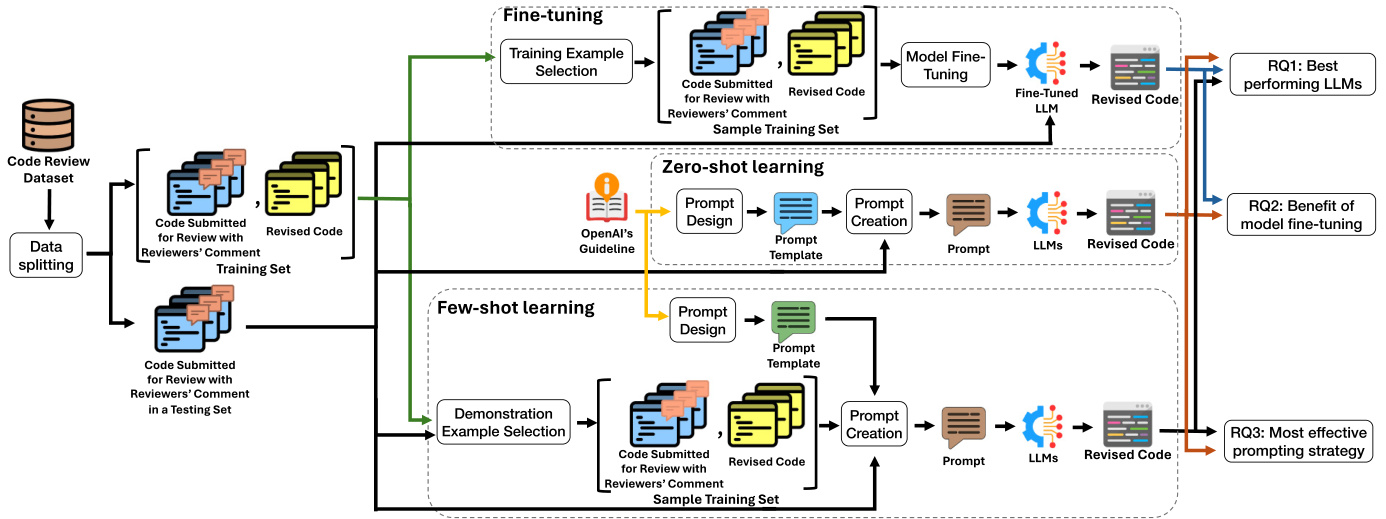 Fine-tuning
Training Example
Selection
,
Code Submitted
for Review with
Reviewers' Comment
Revised Code
Sample Training Set
Model Fine-
Tuning
Fine-Tuned
LLM
Revised Code
RQ1: Best
performing LLMs
Code Review
Dataset
Data
splitting
,
Code Submitted
for Review with
Reviewers' Comment
Revised Code
Training Set
Code Submitted
for Review with
Reviewers' Comment
in a Testing Set
OpenAI's
Guideline
Zero-shot learning
Prompt
Design
Prompt
Template
Prompt
Creation
Prompt
LLMs
Revised Code
RQ2: Benefit of
model fine-tuning
Few-shot learning
Prompt
Design
Prompt
Template
Demonstration
Example Selection
,
Code Submitted
for Review with
Reviewers' Comment
Revised Code
Sample Training Set
Prompt
Creation
Prompt
LLMs
Revised Code
RQ3: Most effective
prompting strategy